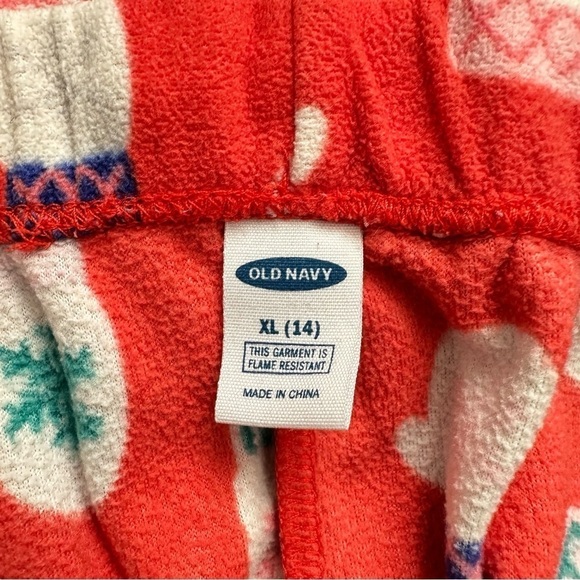 OLD NAVY
XL (14)
THIS GARMENT IS
FLAME RESISTANT
MADE IN CHINA